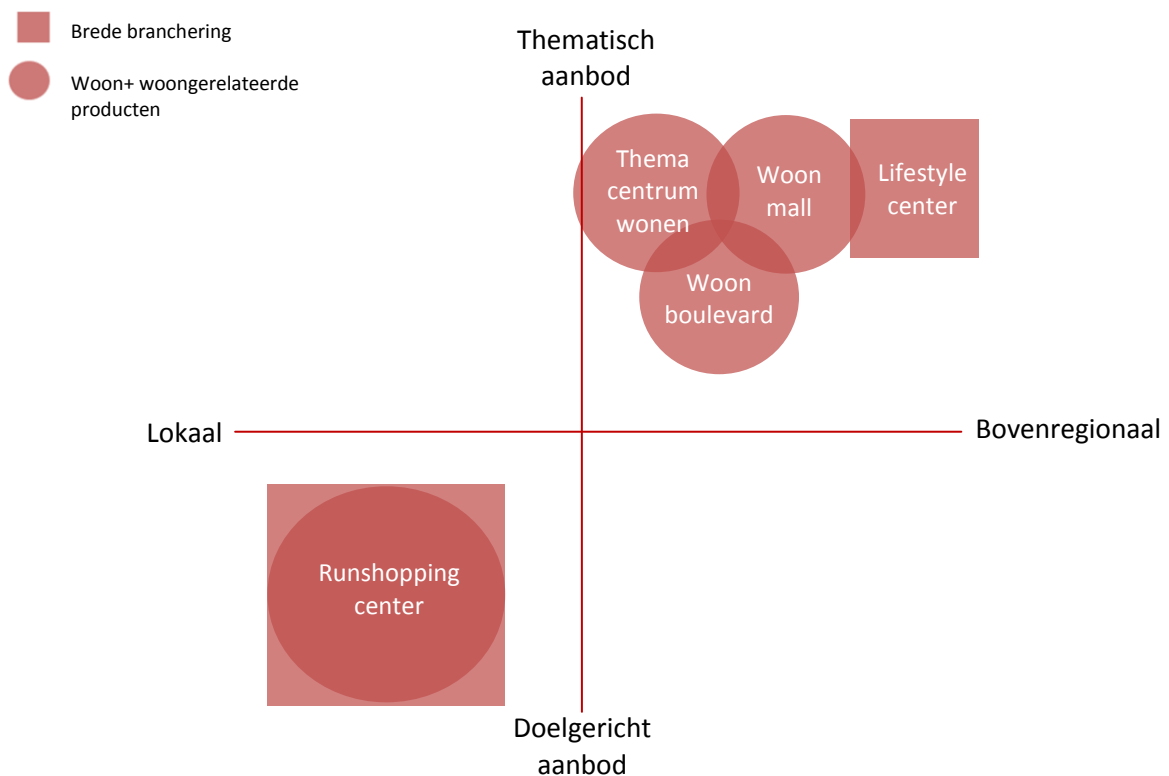 Brede branchering
Woon+ woongerelateerde
producten
Thematisch
aanbod
Thema
centrum
wonen
Woon
mall
Lifestyle
center
Woon
boulevard
Lokaal
Bovenregionaal
Runshopping
center
Doelgericht
aanbod